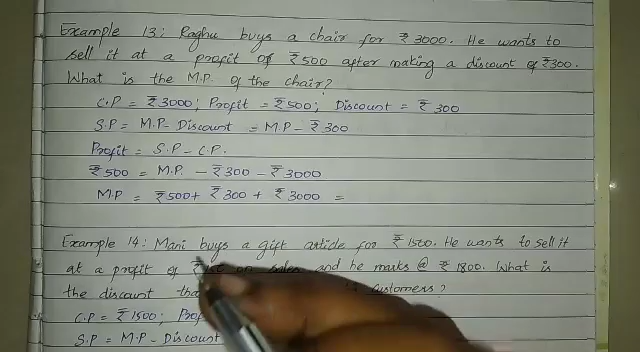 Example 13: Raghu buys a chair for ₹3000. He wants to
sell it at a profit of ₹500 after making a discount of ₹300.
What is the M.P. of the chair?
C.P = ₹3000; Profit = ₹500; Discount = ₹300
S.P = M.P - Discount = M.P - ₹300
Profit = S.P - C.P.
₹500 = M.P. - ₹300 - ₹3000
M.P = ₹500 + ₹300 + ₹3000 =
Example 14: Mani buys a gift article for ₹1500. He wants to sell it
at a profit of on sales and he marks @ ₹1800. What is
the discount customers?
C.P = ₹1500;
S.P = M.P - Discount